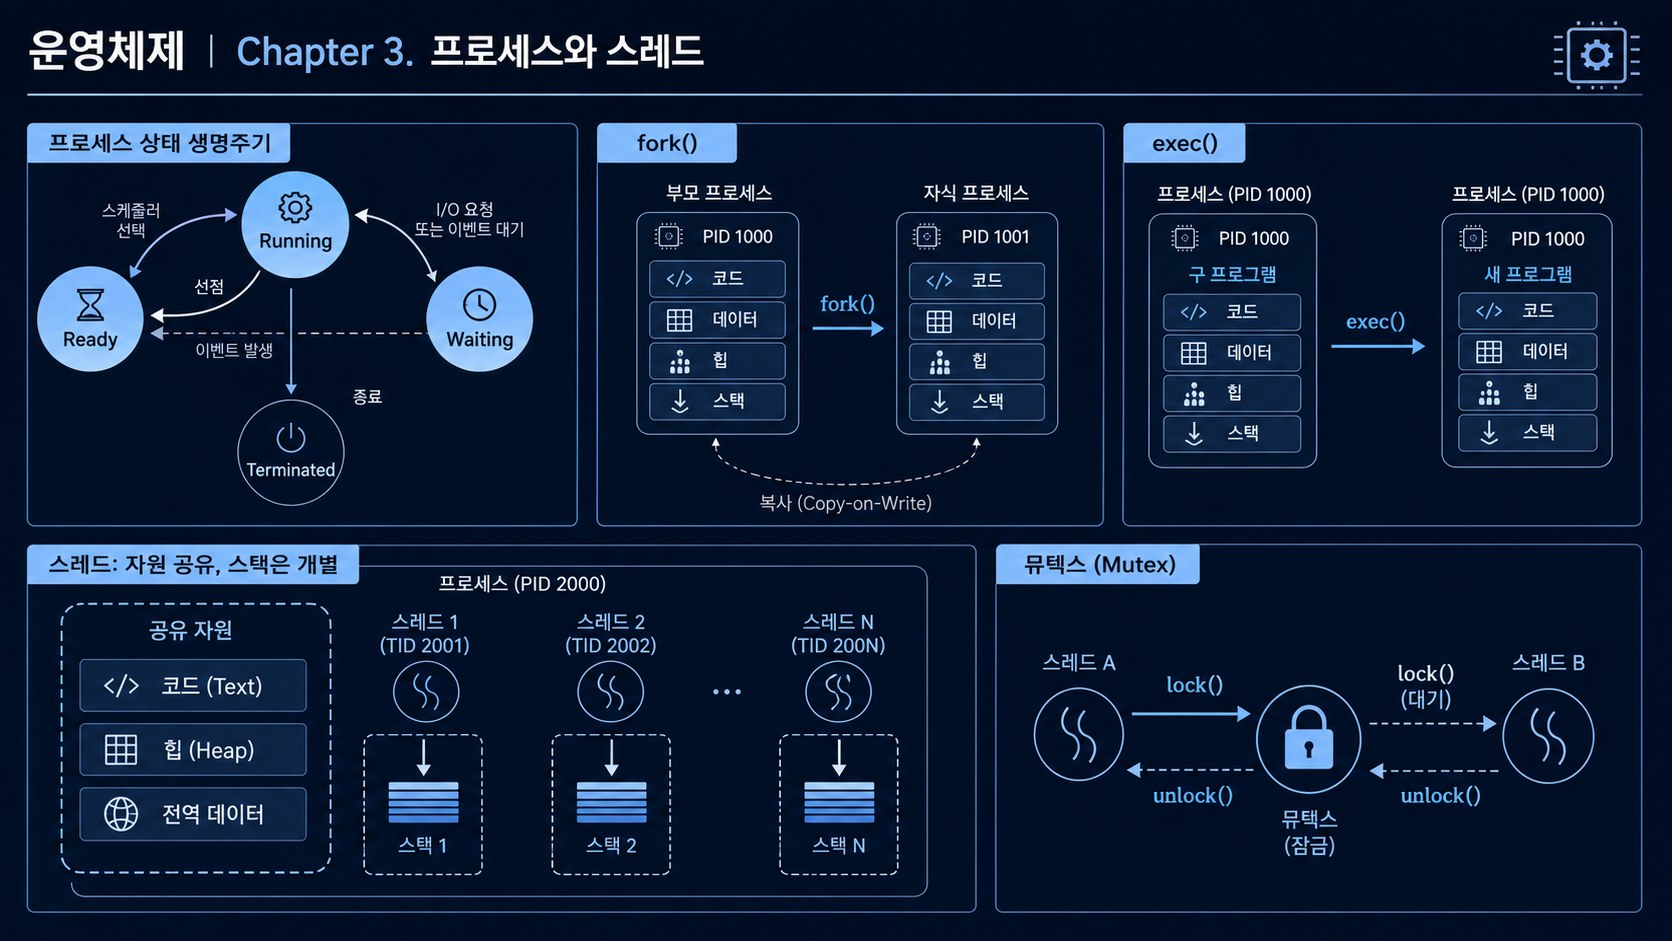 운영체제 | Chapter 3. 프로세스와 스레드
프로세스 상태 생명주기
스케줄러
선택
Running
I/O 요청
또는 이벤트 대기
선점
Ready
Waiting
이벤트 발생
종료
Terminated
fork()
부모 프로세스
PID 1000
</> 코드
데이터
힙
스택
fork()
자식 프로세스
PID 1001
</> 코드
데이터
힙
스택
복사 (Copy-on-Write)
exec()
프로세스 (PID 1000)
PID 1000
구 프로그램
</> 코드
데이터
힙
스택
exec()
프로세스 (PID 1000)
PID 1000
새 프로그램
</> 코드
데이터
힙
스택
스레드: 자원 공유, 스택은 개별
프로세스 (PID 2000)
공유 자원
</> 코드 (Text)
힙 (Heap)
전역 데이터
스레드 1
(TID 2001)
스택 1
스레드 2
(TID 2002)
스택 2
...
스레드 N
(TID 200N)
스택 N
뮤텍스 (Mutex)
스레드 A
lock()
unlock()
뮤택스
(잠금)
lock()
(대기)
unlock()
스레드 B